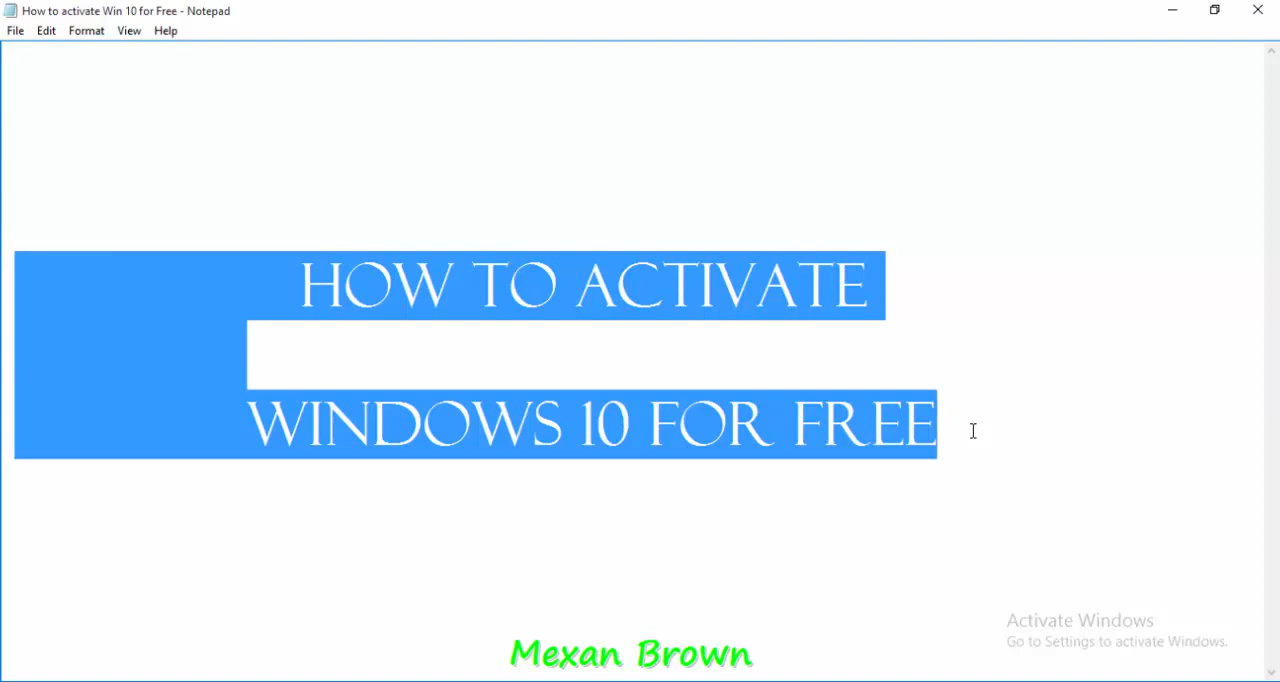 How to activate Win 10 for Free - Notepad
File Edit Format View Help
HOW TO ACTIVATE
WINDOWS 10 FOR FREE
Activate Windows
Go to Settings to activate Windows.
Mexan Brown